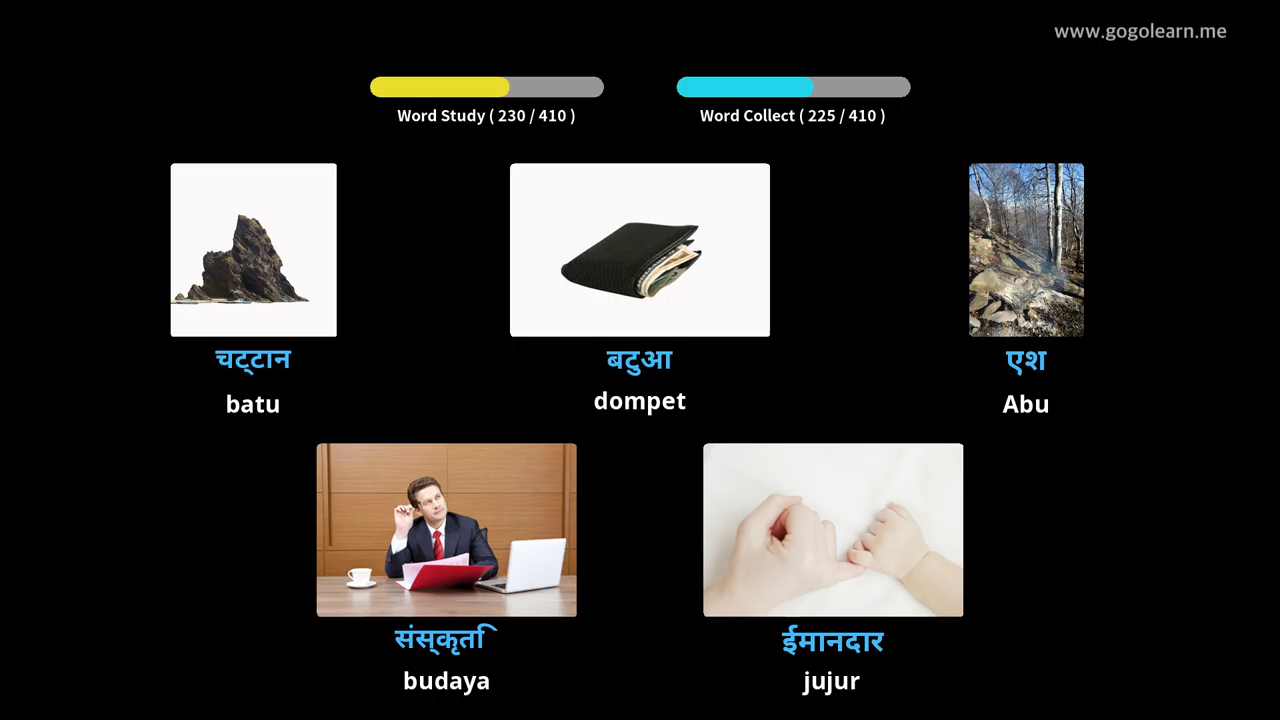 www.gogolearn.me
Word Study ( 230 / 410 )
Word Collect ( 225 / 410 )
चट्टान
बटुआ
एश
batu
dompet
Abu
संस्कृति
ईमानदार
budaya
jujur